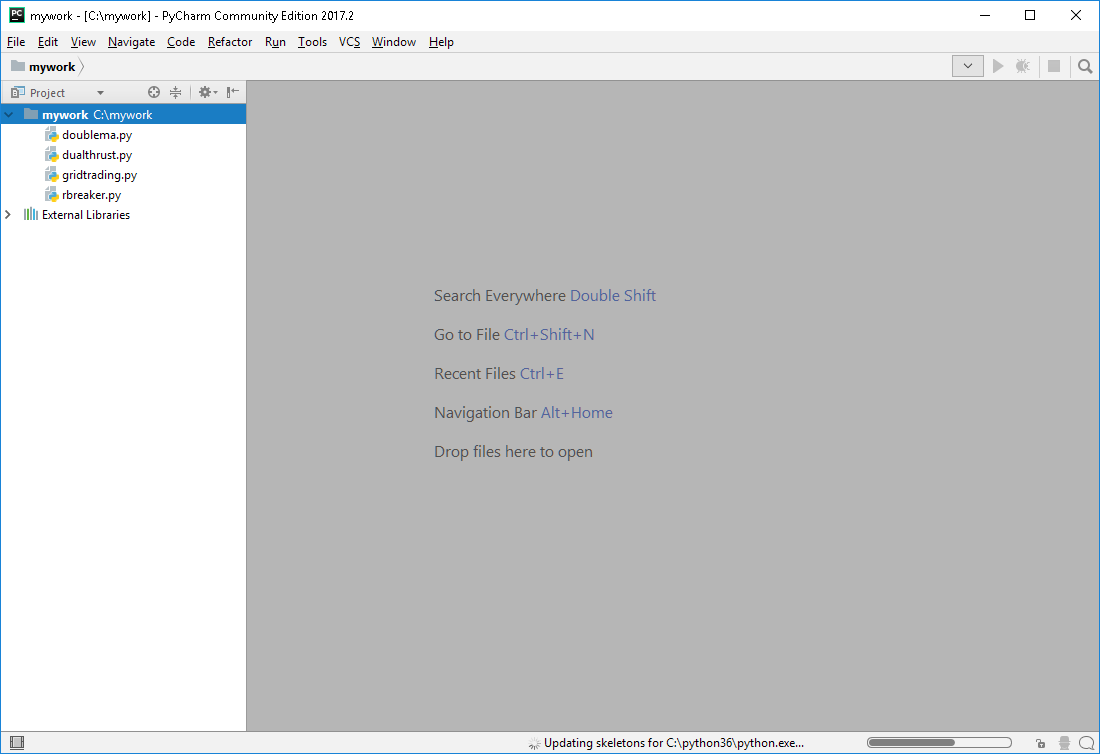 mywork - [C:\mywork] - PyCharm Community Edition 2017.2
File Edit View Navigate Code Refactor Run Tools VCS Window Help
mywork
Project
mywork C:\mywork
doublema.py
dualthrust.py
gridtrading.py
rbreaker.py
External Libraries
Search Everywhere Double Shift
Go to File Ctrl+Shift+N
Recent Files Ctrl+E
Navigation Bar Alt+Home
Drop files here to open
Updating skeletons for C:\python36\python.exe...